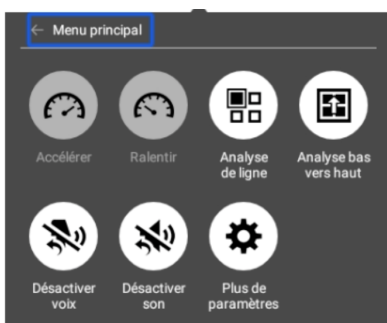 ← Menu principal
Accélérer
Ralentir
Analyse
de ligne
Analyse bas
vers haut
Désactiver
voix
Désactiver
son
Plus de
paramètres